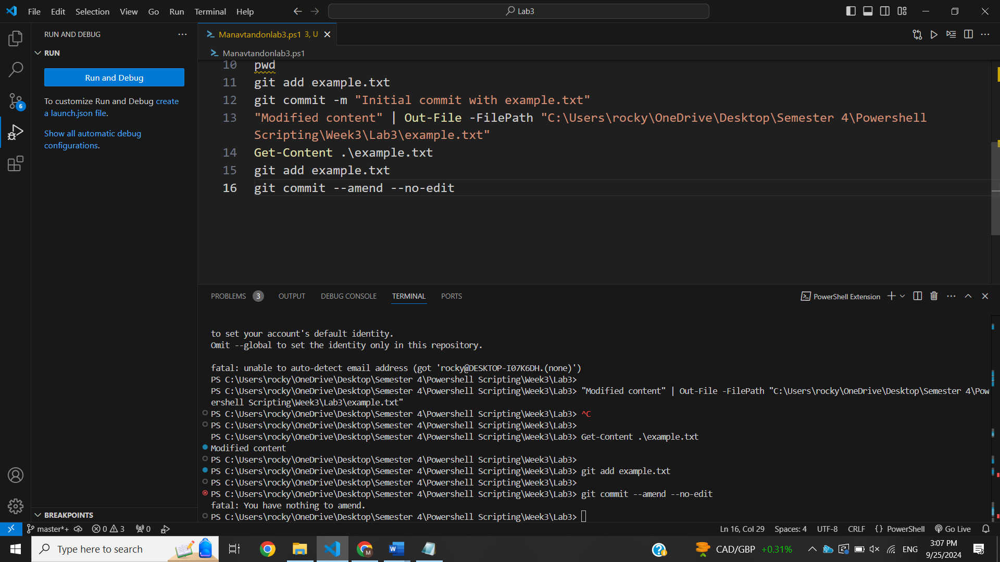 File Edit Selection View Go Run Terminal Help
Lab3
RUN AND DEBUG
RUN
Run and Debug
To customize Run and Debug create
a launch.json file.
Show all automatic debug
configurations.
6
BREAKPOINTS
Manavtandonlab3.ps1 3, U
Manavtandonlab3.ps1
10 pwd
11 git add example.txt
12 git commit -m "Initial commit with example.txt"
13 "Modified content" | Out-File -FilePath "C:\Users\rocky\OneDrive\Desktop\Semester 4\Powershell
Scripting\Week3\Lab3\example.txt"
14 Get-Content .\example.txt
15 git add example.txt
16 git commit --amend --no-edit
PROBLEMS 3 OUTPUT DEBUG CONSOLE TERMINAL PORTS
PowerShell Extension
to set your account's default identity.
Omit --global to set the identity only in this repository.
fatal: unable to auto-detect email address (got 'rocky@DESKTOP-I07K6DH.(none)')
PS C:\Users\rocky\OneDrive\Desktop\Semester 4\Powershell Scripting\Week3\Lab3>
PS C:\Users\rocky\OneDrive\Desktop\Semester 4\Powershell Scripting\Week3\Lab3> "Modified content" | Out-File -FilePath "C:\Users\rocky\OneDrive\Desktop\Semester 4\Pow
ershell Scripting\Week3\Lab3\example.txt"
PS C:\Users\rocky\OneDrive\Desktop\Semester 4\Powershell Scripting\Week3\Lab3> ^C
PS C:\Users\rocky\OneDrive\Desktop\Semester 4\Powershell Scripting\Week3\Lab3>
PS C:\Users\rocky\OneDrive\Desktop\Semester 4\Powershell Scripting\Week3\Lab3> Get-Content .\example.txt
Modified content
PS C:\Users\rocky\OneDrive\Desktop\Semester 4\Powershell Scripting\Week3\Lab3>
PS C:\Users\rocky\OneDrive\Desktop\Semester 4\Powershell Scripting\Week3\Lab3> git add example.txt
PS C:\Users\rocky\OneDrive\Desktop\Semester 4\Powershell Scripting\Week3\Lab3>
PS C:\Users\rocky\OneDrive\Desktop\Semester 4\Powershell Scripting\Week3\Lab3> git commit --amend --no-edit
fatal: You have nothing to amend.
PS C:\Users\rocky\OneDrive\Desktop\Semester 4\Powershell Scripting\Week3\Lab3>
master*+ 0 3 0 Ln 16, Col 29 Spaces: 4 UTF-8 CRLF {} PowerShell Go Live
Type here to search
CAD/GBP +0.31%
ENG
3:07 PM
9/25/2024